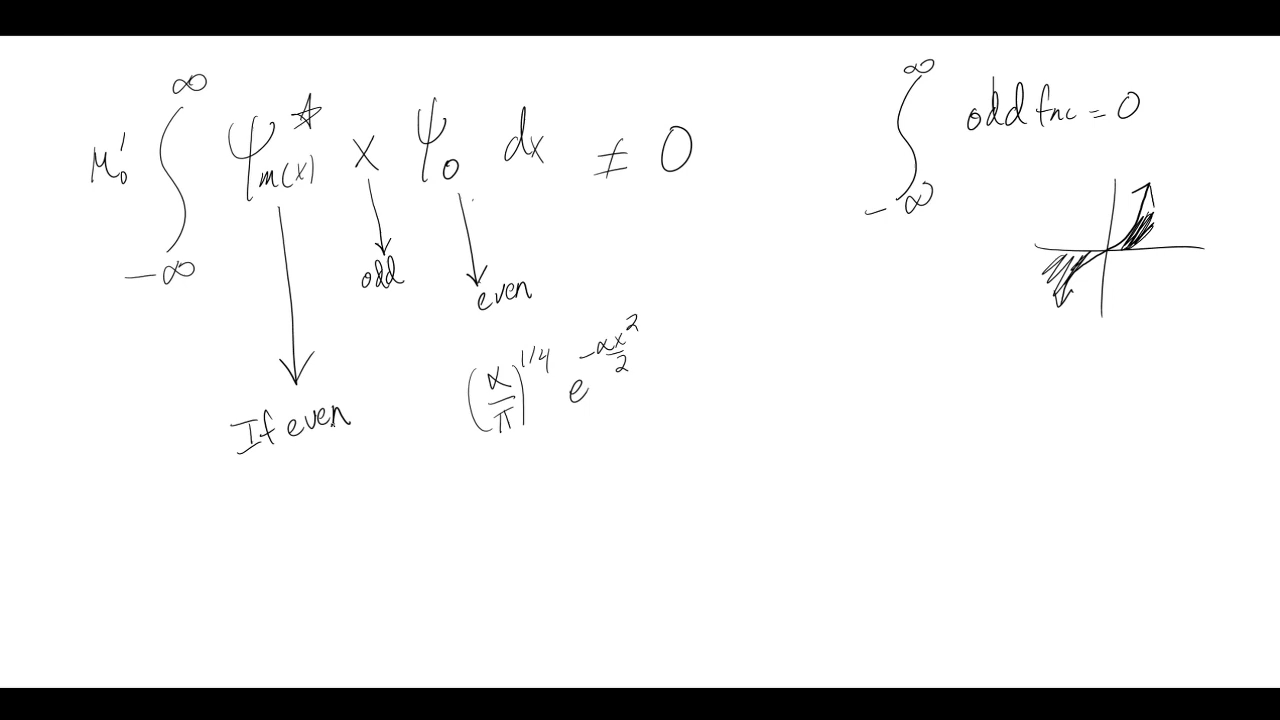 μ₀′ ∫_{-∞}^{∞} ψ*_{m(x)} x ψ₀ dx ≠ 0
odd
even
If even
(α/π)^{1/4} e^{-αx²/2}
∫_{-∞}^{∞} odd fnc = 0